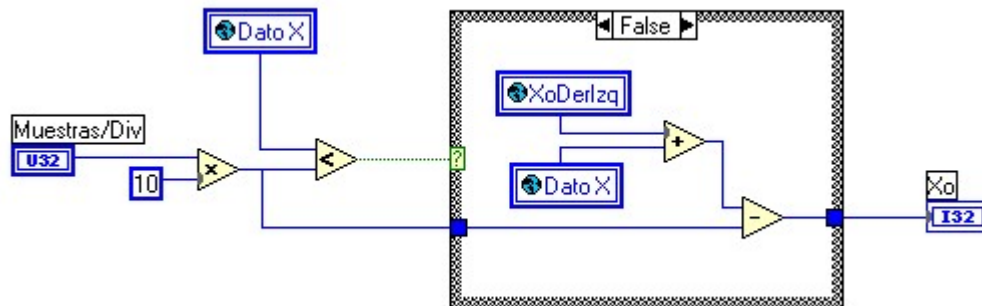 Dato X
False
XoDerIzq
Muestras/Div
U32
10
×
<
?
+
Dato X
−
Xo
I32